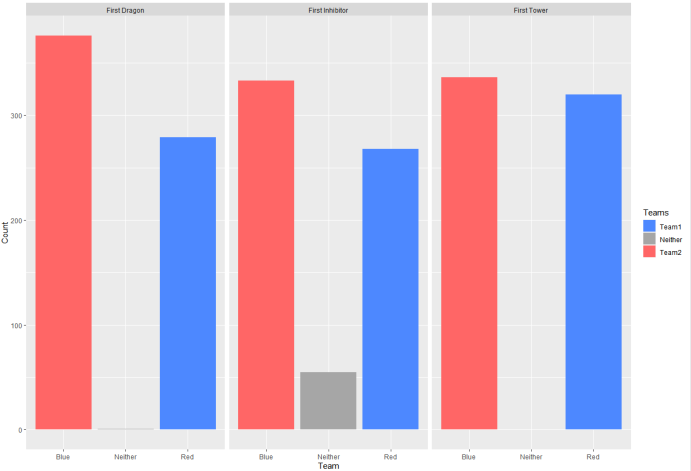 First Dragon
First Inhibitor
First Tower
300
200
100
0
Count
Blue
Neither
Red
Blue
Neither
Red
Blue
Neither
Red
Team
Teams
Team1
Neither
Team2